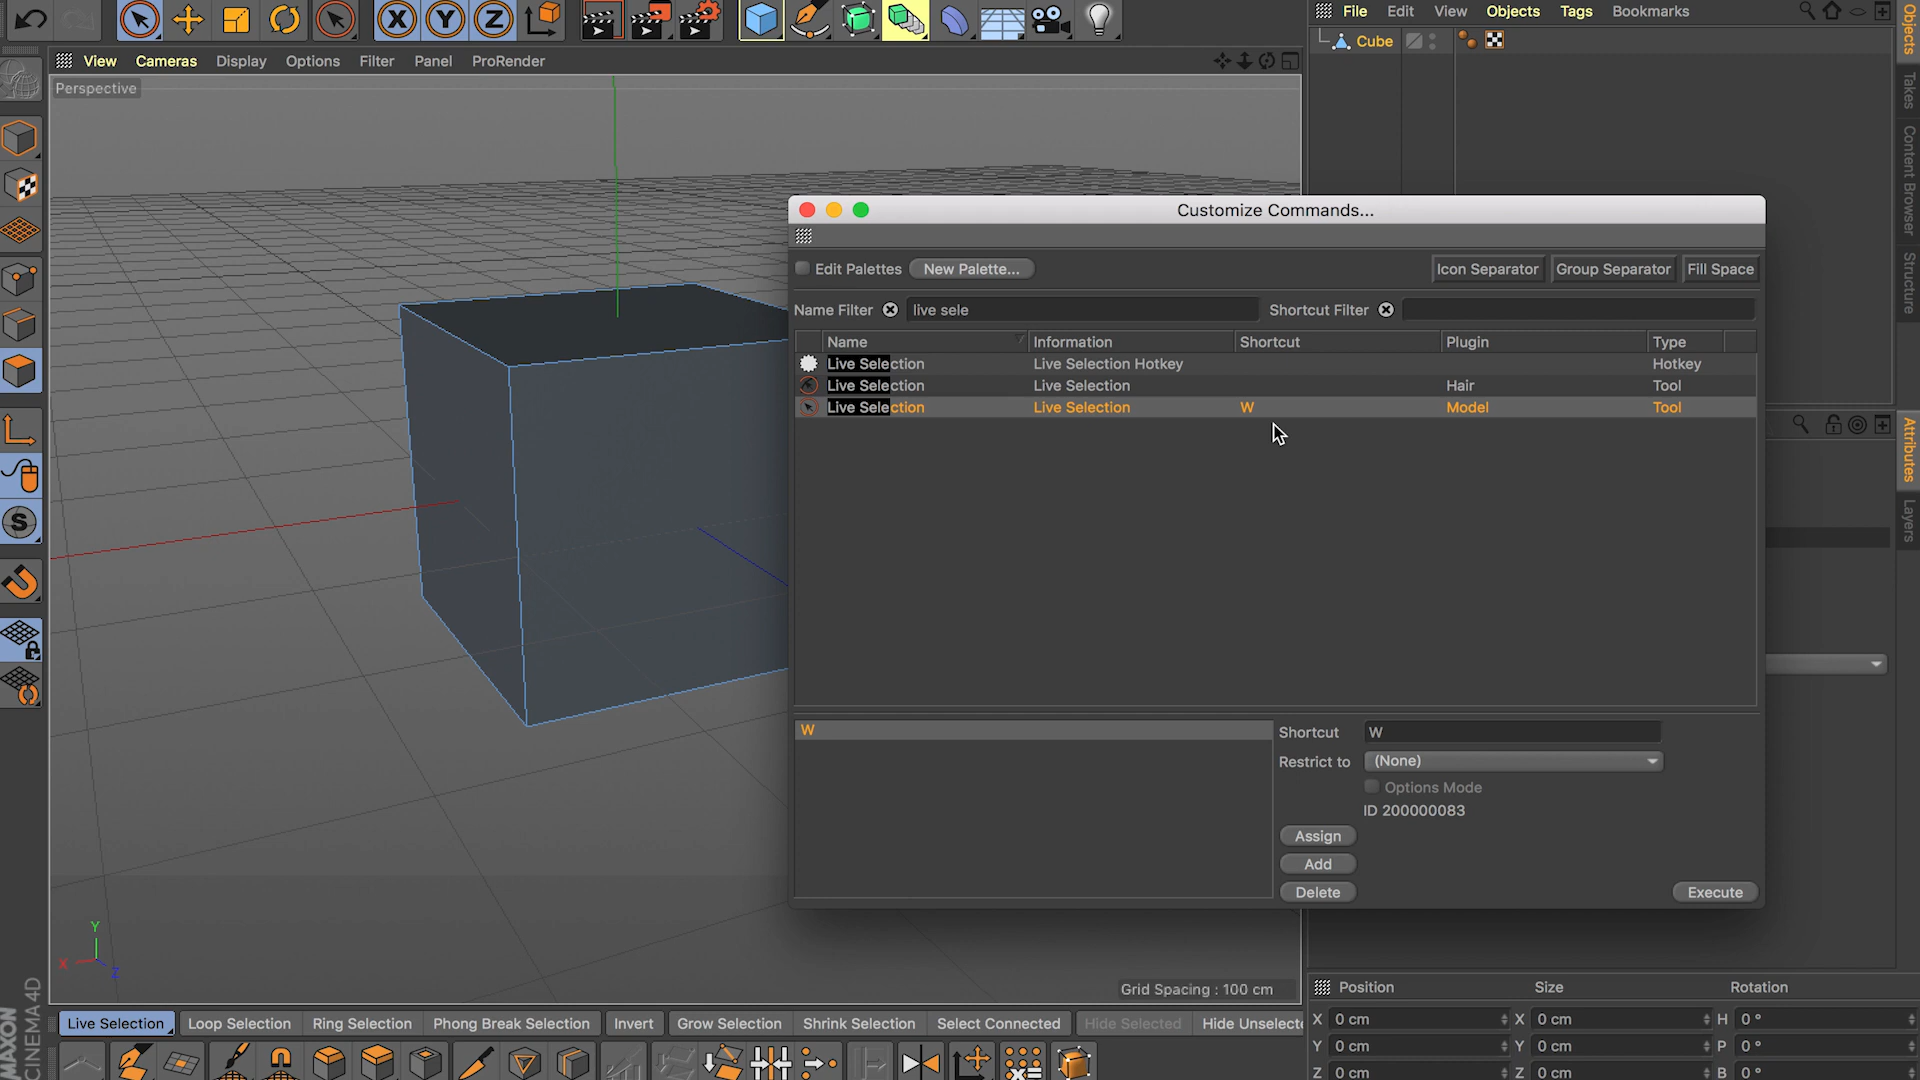 X Y Z
File Edit View Objects Tags Bookmarks
Cube
View Cameras Display Options Filter Panel ProRender
Perspective
Objects
Takes
Content Browser
Structure
Attributes
Layers
Customize Commands...
Edit Palettes New Palette... Icon Separator Group Separator Fill Space
Name Filter live sele Shortcut Filter
Name Information Shortcut Plugin Type
Live Selection Live Selection Hotkey Hotkey
Live Selection Live Selection Hair Tool
Live Selection Live Selection W Model Tool
W
Shortcut W
Restrict to (None)
Options Mode
ID 200000083
Assign
Add
Delete Execute
S
Y
X
Z
Grid Spacing : 100 cm
MAXON
CINEMA 4D
Live Selection Loop Selection Ring Selection Phong Break Selection Invert Grow Selection Shrink Selection Select Connected Hide Selected Hide Unselecte
Position Size Rotation
X 0 cm X 0 cm H 0 °
Y 0 cm Y 0 cm P 0 °
Z 0 cm Z 0 cm B 0 °